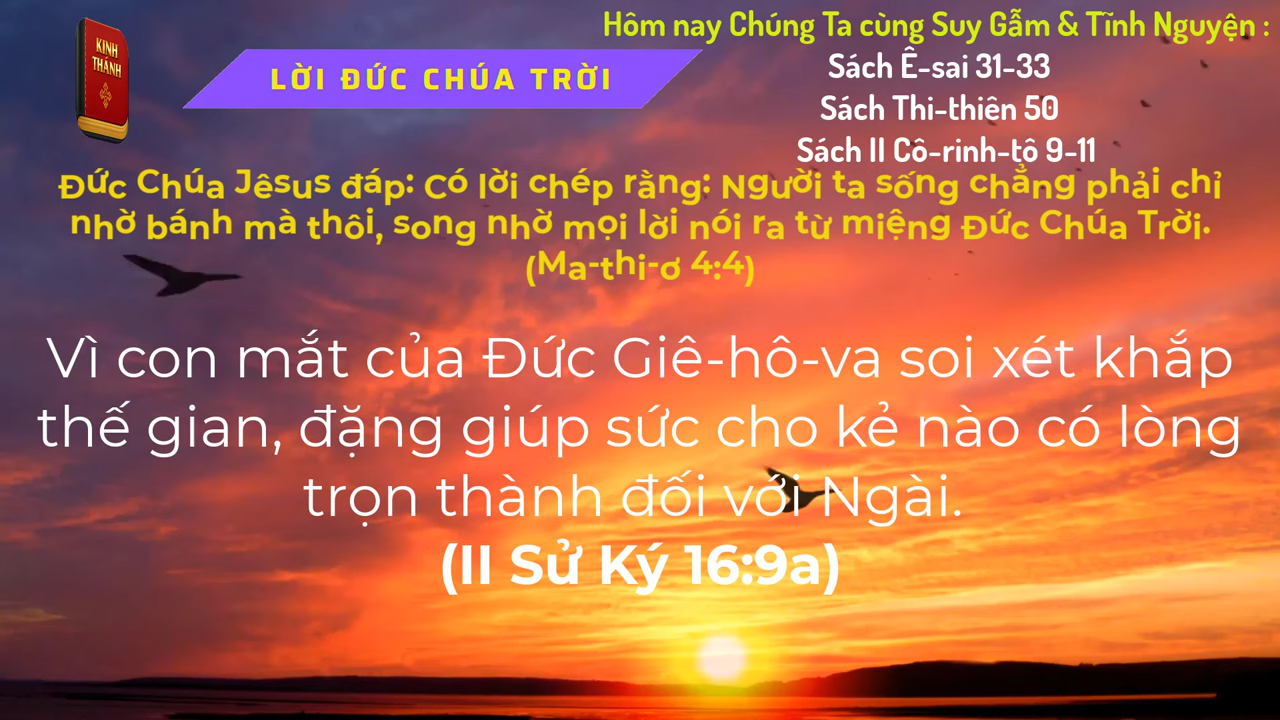 Hôm nay Chúng Ta cùng Suy Gẫm & Tĩnh Nguyện :
KINH
THÁNH
LỜI ĐỨC CHÚA TRỜI
Sách Ê-sai 31-33
Sách Thi-thiên 50
Sách II Cô-rinh-tô 9-11
Đức Chúa Jêsus đáp: Có lời chép rằng: Người ta sống chẳng phải chỉ
nhờ bánh mà thôi, song nhờ mọi lời nói ra từ miệng Đức Chúa Trời.
(Ma-thi-ơ 4:4)
Vì con mắt của Đức Giê-hô-va soi xét khắp
thế gian, đặng giúp sức cho kẻ nào có lòng
trọn thành đối với Ngài.
(II Sử Ký 16:9a)